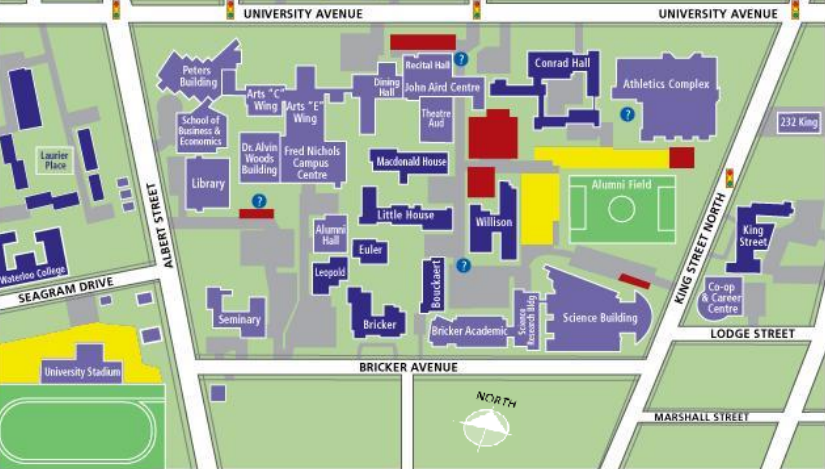 UNIVERSITY AVENUE
UNIVERSITY AVENUE
Peters
Building
Recital Hall
?
Conrad Hall
Athletics Complex
Arts "C"
Wing
Arts "E"
Wing
Dining
Hall
John Aird Centre
Theatre
Aud
?
232 King
School of
Business &
Economics
Dr. Alvin
Woods
Building
Fred Nichols
Campus
Centre
Macdonald House
Laurier
Place
Library
?
Alumni Field
Little House
Willison
ALBERT STREET
Alumni
Hall
Euler
KING STREET NORTH
King
Street
Waterloo College
Leopold
Bouckaert
?
SEAGRAM DRIVE
Co-op
& Career
Centre
Seminary
Bricker
Bricker Academic
Science
Research Bldg
Science Building
LODGE STREET
University Stadium
BRICKER AVENUE
NORTH
MARSHALL STREET